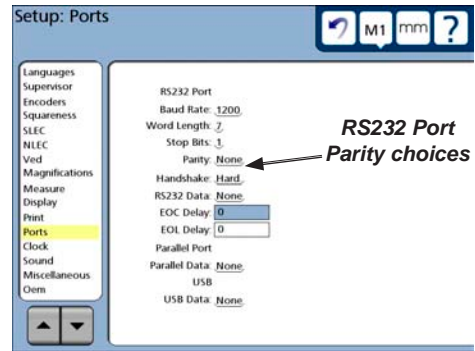 Setup: Ports
M1 mm ?
Languages
Supervisor
Encoders
Squareness
SLEC
NLEC
Ved
Magnifications
Measure
Display
Print
Ports
Clock
Sound
Miscellaneous
Oem
RS232 Port
Baud Rate: 1200
Word Length: 7
Stop Bits: 1
Parity: None
Handshake: Hard
RS232 Data: None
EOC Delay: 0
EOL Delay: 0
Parallel Port
Parallel Data: None
USB
USB Data: None
RS232 Port
Parity choices